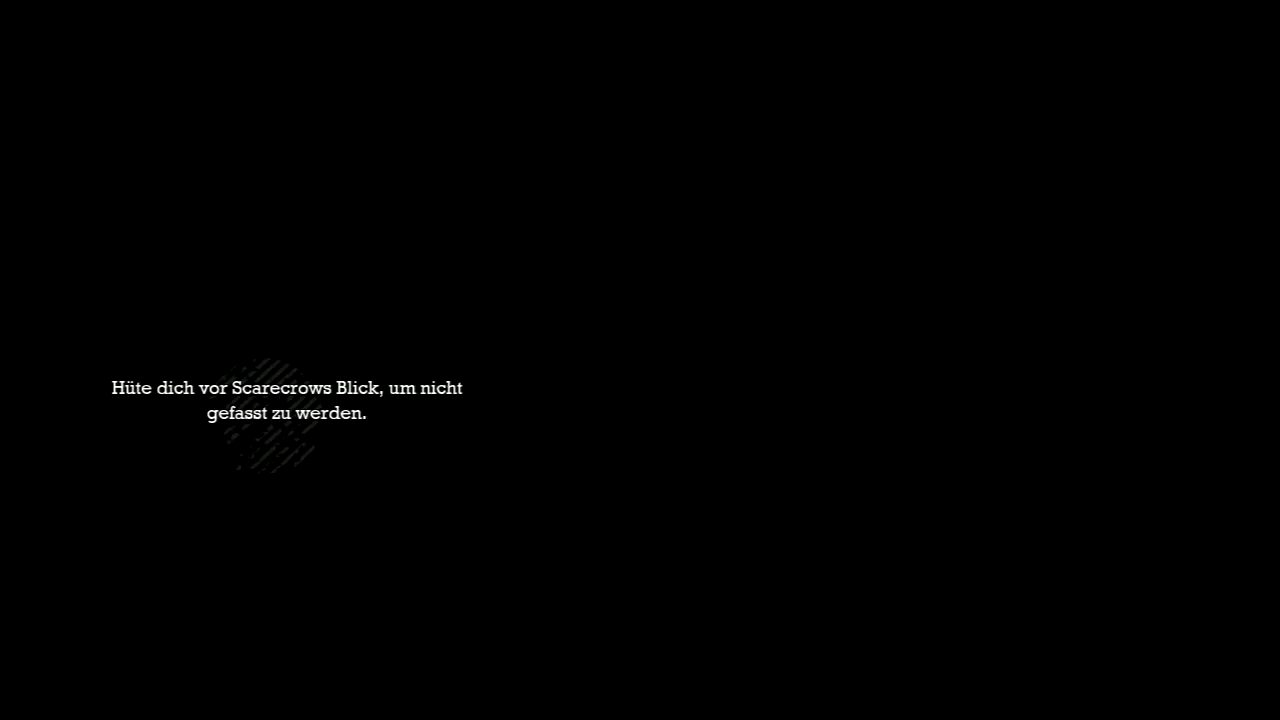 Hüte dich vor Scarecrows Blick, um nicht
gefasst zu werden.